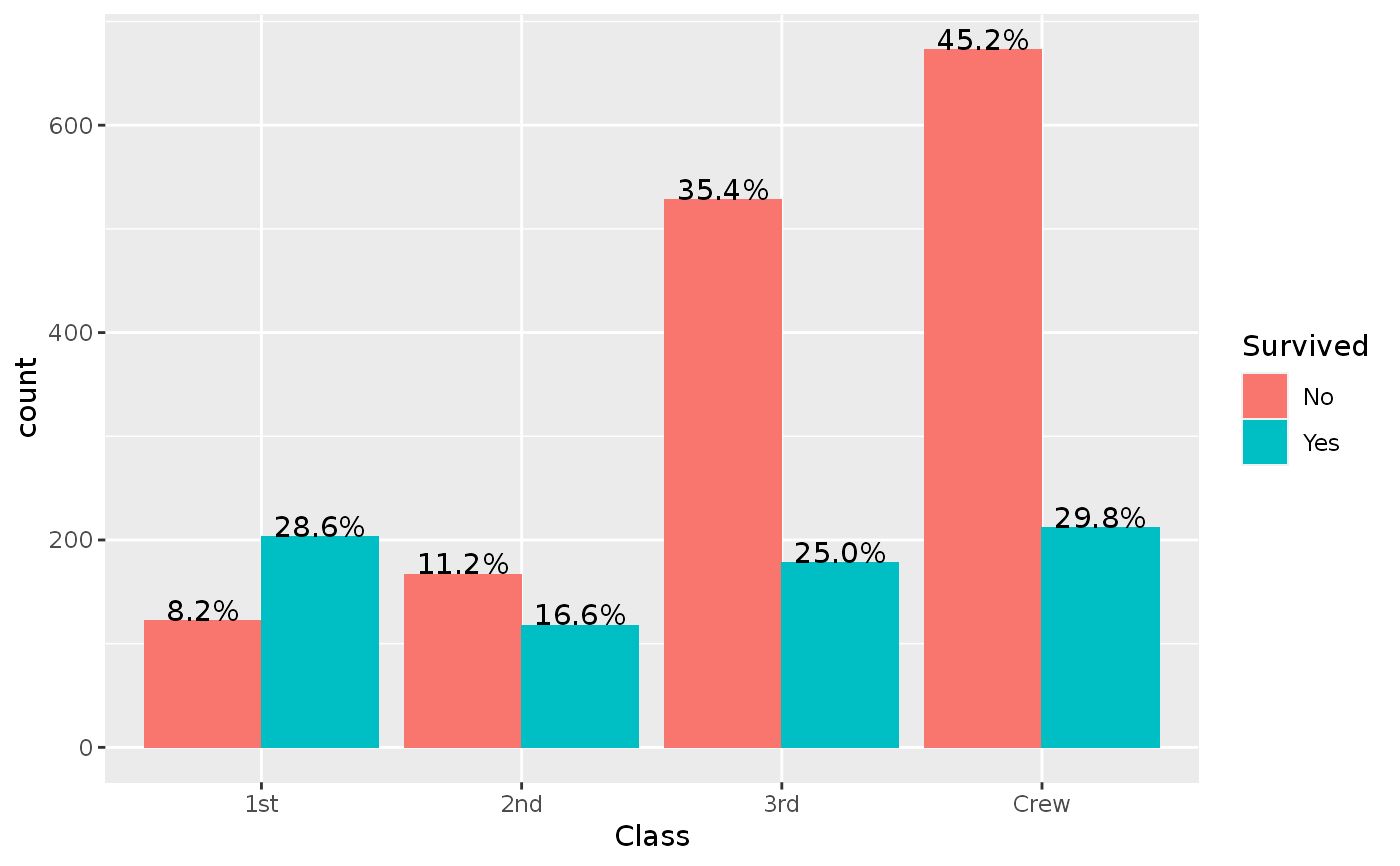 45.2%
35.4%
28.6%
29.8%
25.0%
11.2%
16.6%
8.2%
600
400
200
0
count
1st
2nd
3rd
Crew
Class
Survived
No
Yes